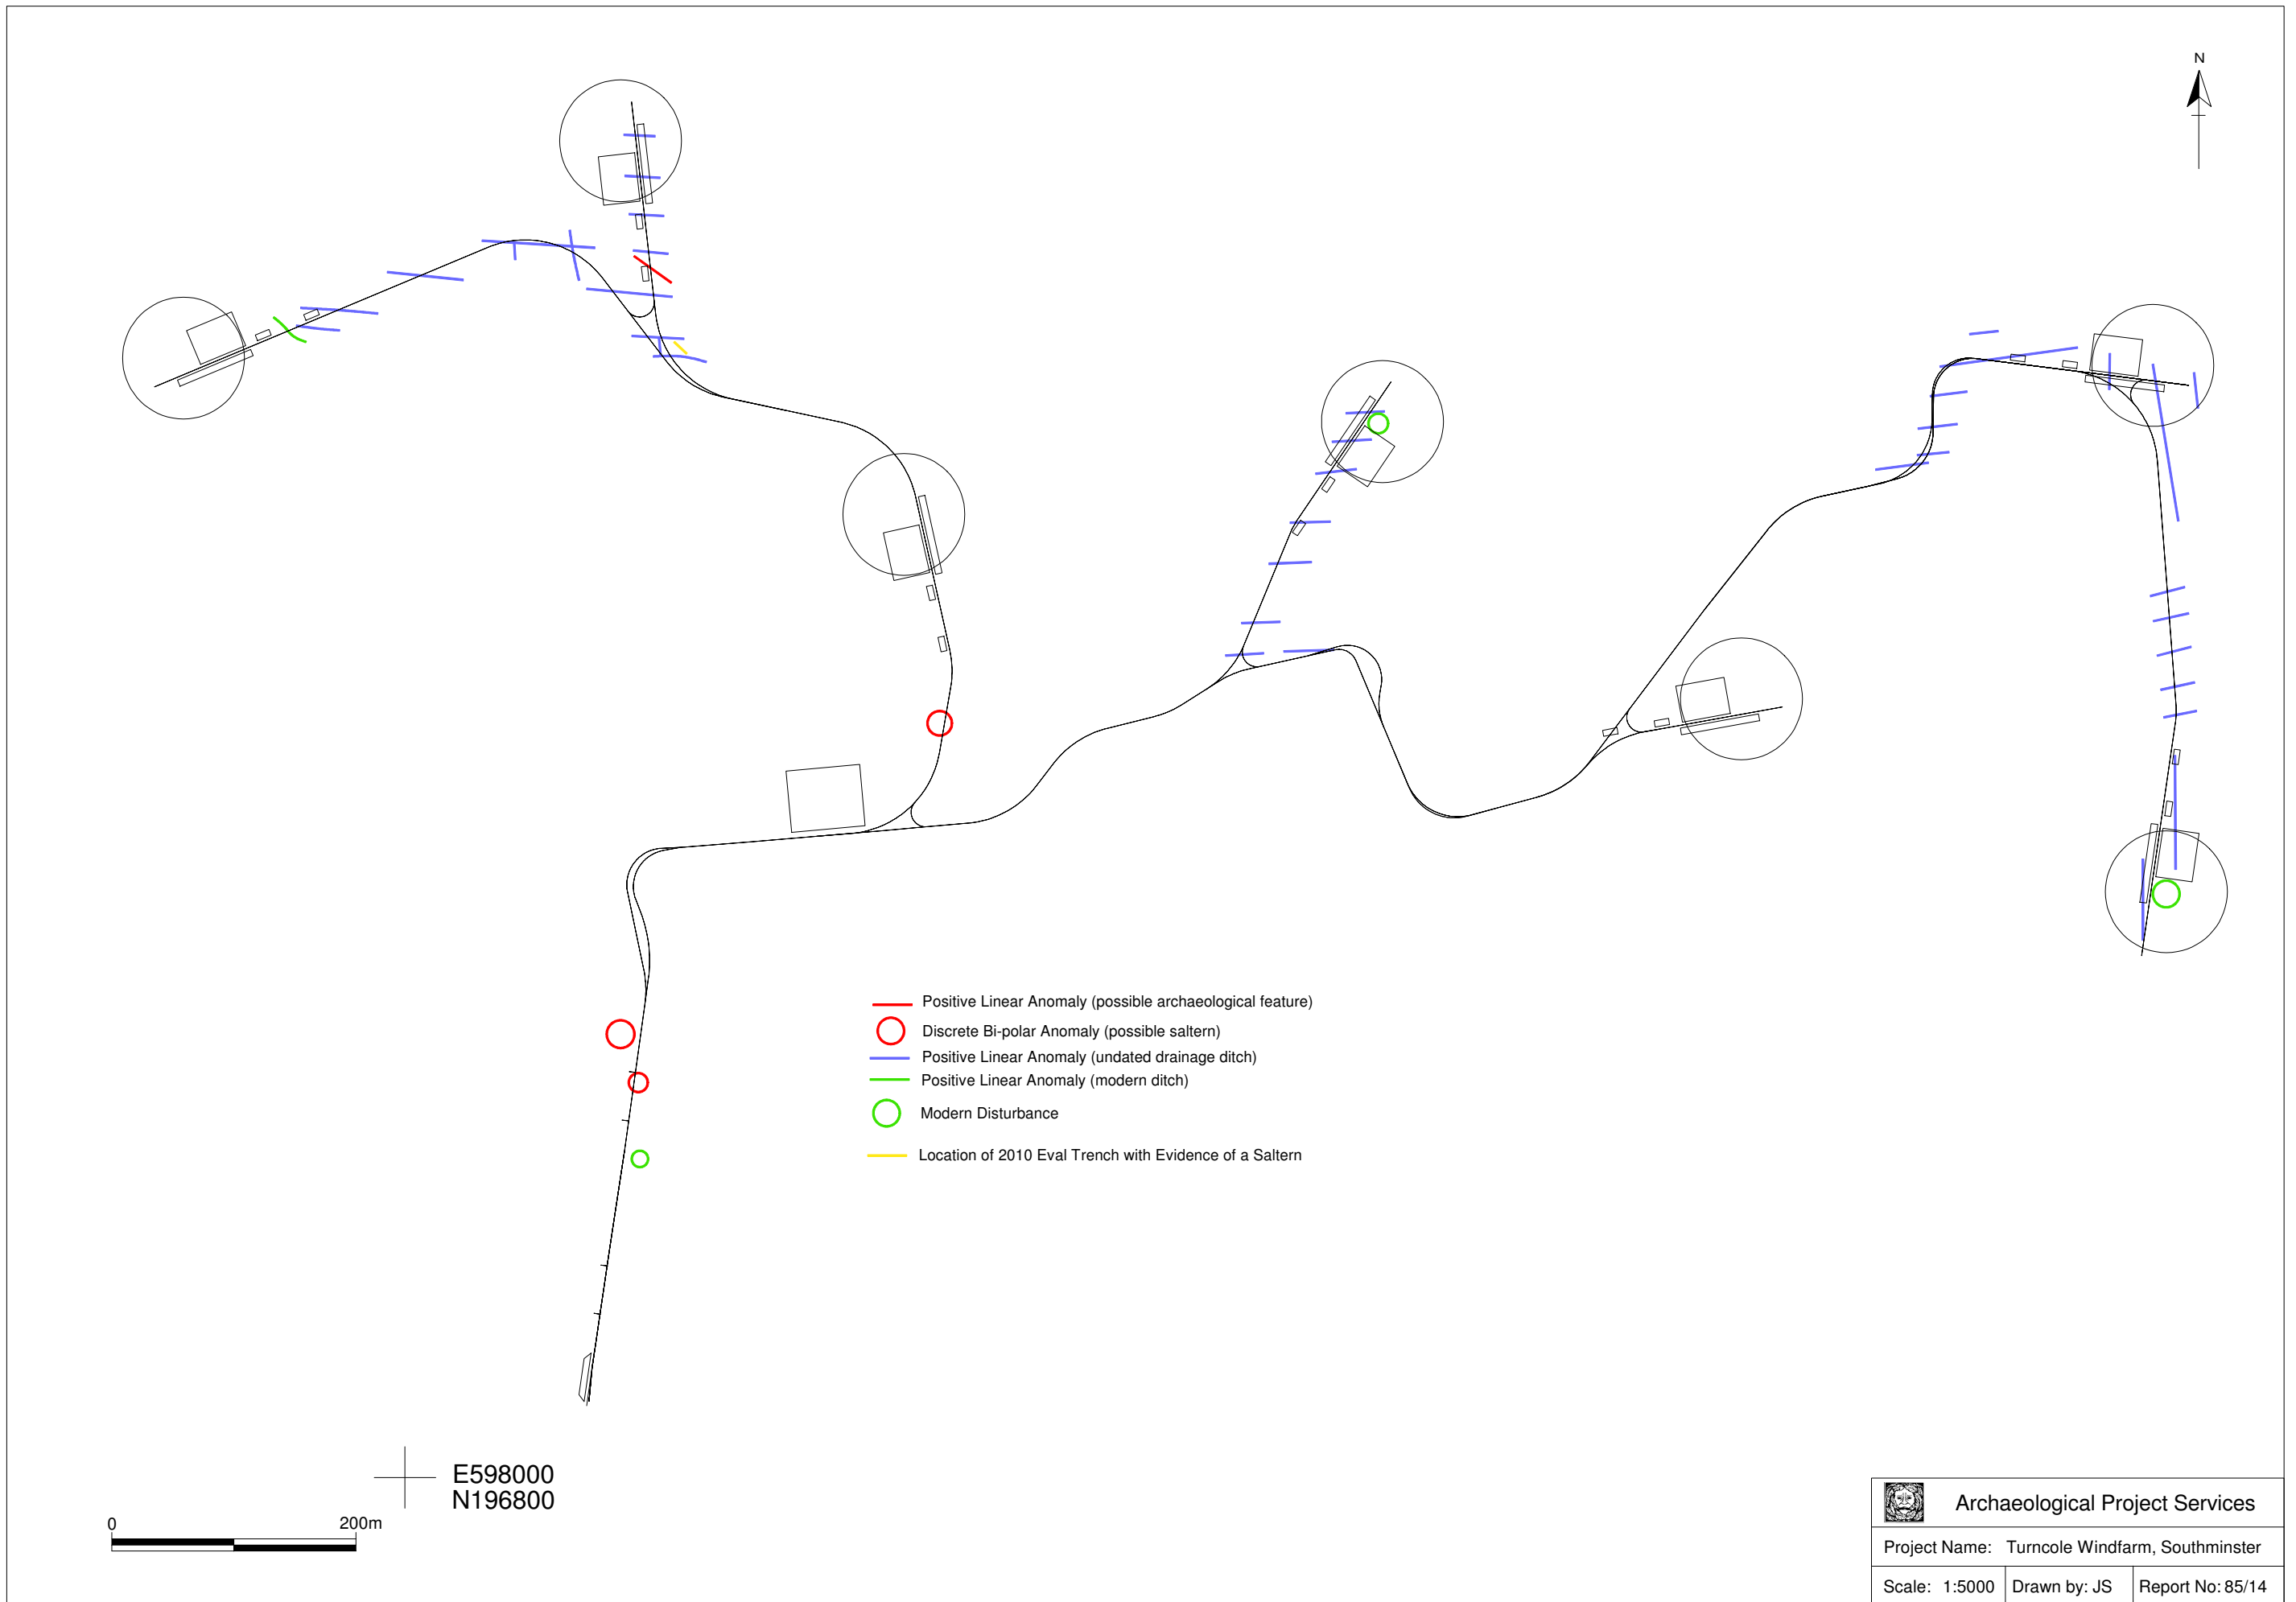 N
Positive Linear Anomaly (possible archaeological feature)
Discrete Bi-polar Anomaly (possible saltern)
Positive Linear Anomaly (undated drainage ditch)
Positive Linear Anomaly (modern ditch)
Modern Disturbance
Location of 2010 Eval Trench with Evidence of a Saltern
E598000
N196800
0 200m
Archaeological Project Services
Project Name: Turncole Windfarm, Southminster
Scale: 1:5000 Drawn by: JS Report No: 85/14